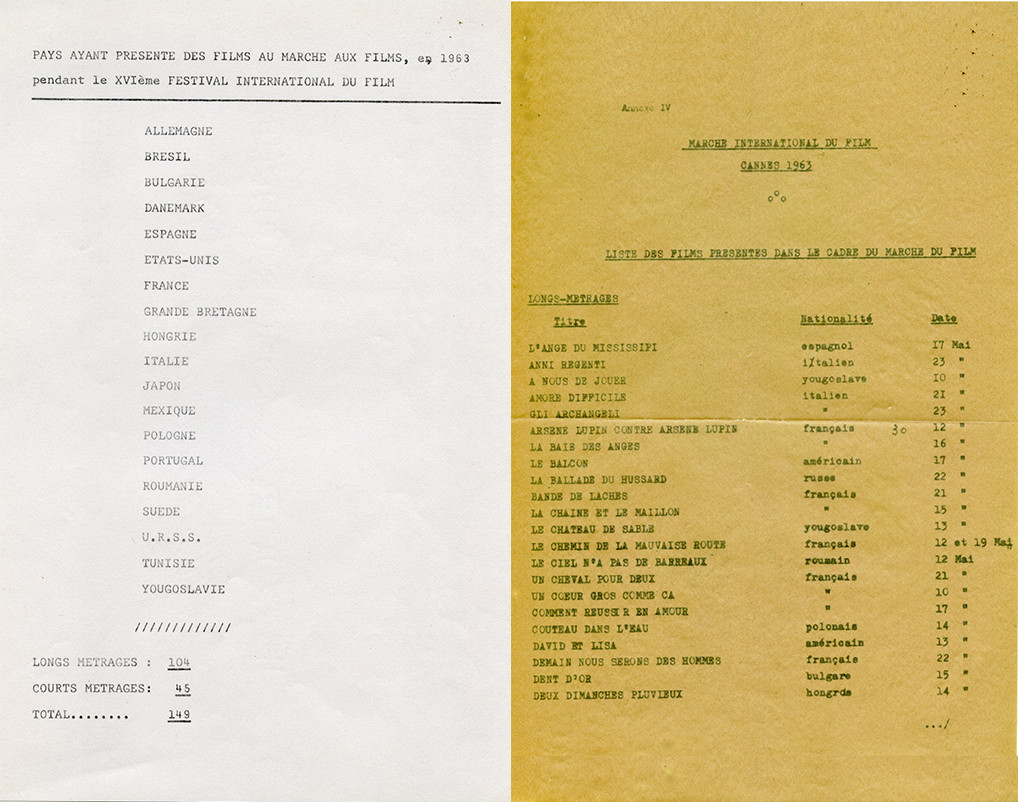 PAYS AYANT PRESENTE DES FILMS AU MARCHE AUX FILMS, en 1963
pendant le XVIème FESTIVAL INTERNATIONAL DU FILM
ALLEMAGNE
BRESIL
BULGARIE
DANEMARK
ESPAGNE
ETATS-UNIS
FRANCE
GRANDE BRETAGNE
HONGRIE
ITALIE
JAPON
MEXIQUE
POLOGNE
PORTUGAL
ROUMANIE
SUEDE
U.R.S.S.
TUNISIE
YOUGOSLAVIE
/////////////
LONGS METRAGES : 104
COURTS METRAGES: 45
TOTAL........ 149
Annexe IV
MARCHE INTERNATIONAL DU FILM
CANNES 1963
LISTE DES FILMS PRESENTES DANS LE CADRE DU MARCHE DU FILM
LONGS-METRAGES
Titre Nationalité Date
L'ANGE DU MISSISSIPI espagnol 17 Mai
ANNI REGENTI i/talien 23 "
A NOUS DE JOUER yougoslave 10 "
AMORE DIFFICILE italien 21 "
GLI ARCHANGELI " 23 "
ARSENE LUPIN CONTRE ARSENE LUPIN français 30 12 "
LA BAIE DES ANGES " 16 "
LE BALCON américain 17 "
LA BALLADE DU HUSSARD russe 22 "
BANDE DE LACHES français 21 "
LA CHAINE ET LE MAILLON " 15 "
LE CHATEAU DE SABLE yougoslave 13 "
LE CHEMIN DE LA MAUVAISE ROUTE français 12 et 19 Mai
LE CIEL N'A PAS DE BARREAUX roumain 12 Mai
UN CHEVAL POUR DEUX français 21 "
UN COEUR GROS COMME CA " 10 "
COMMENT REUSSIR EN AMOUR " 17 "
COUTEAU DANS L'EAU polonais 14 "
DAVID ET LISA américain 13 "
DEMAIN NOUS SERONS DES HOMMES français 22 "
DENT D'OR bulgare 15 "
DEUX DIMANCHES PLUVIEUX hongrds 14 "
.../